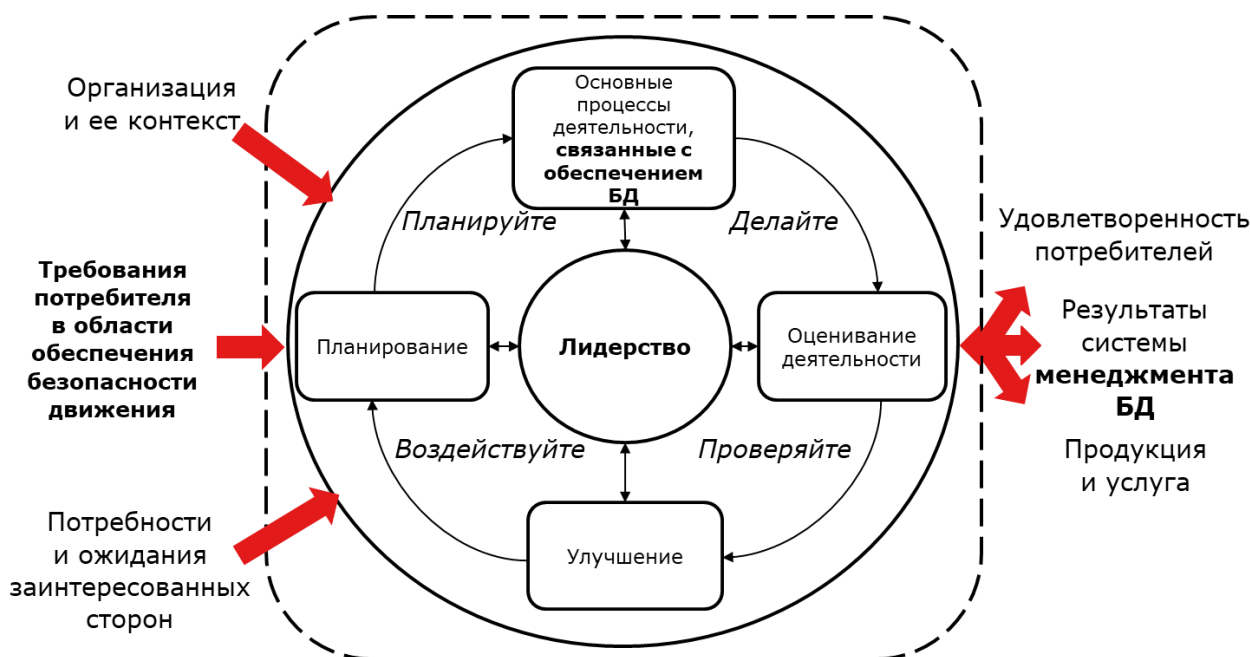 Организация
и ее контекст
Требования
потребителя
в области
обеспечения
безопасности
движения
Потребности
и ожидания
заинтересованных
сторон
Основные
процессы
деятельности,
связанные с
обеспечением
БД
Планируйте
Делайте
Планирование
Лидерство
Оценивание
деятельности
Воздействуйте
Проверяйте
Улучшение
Удовлетворенность
потребителей
Результаты
системы
менеджмента
БД
Продукция
и услуга